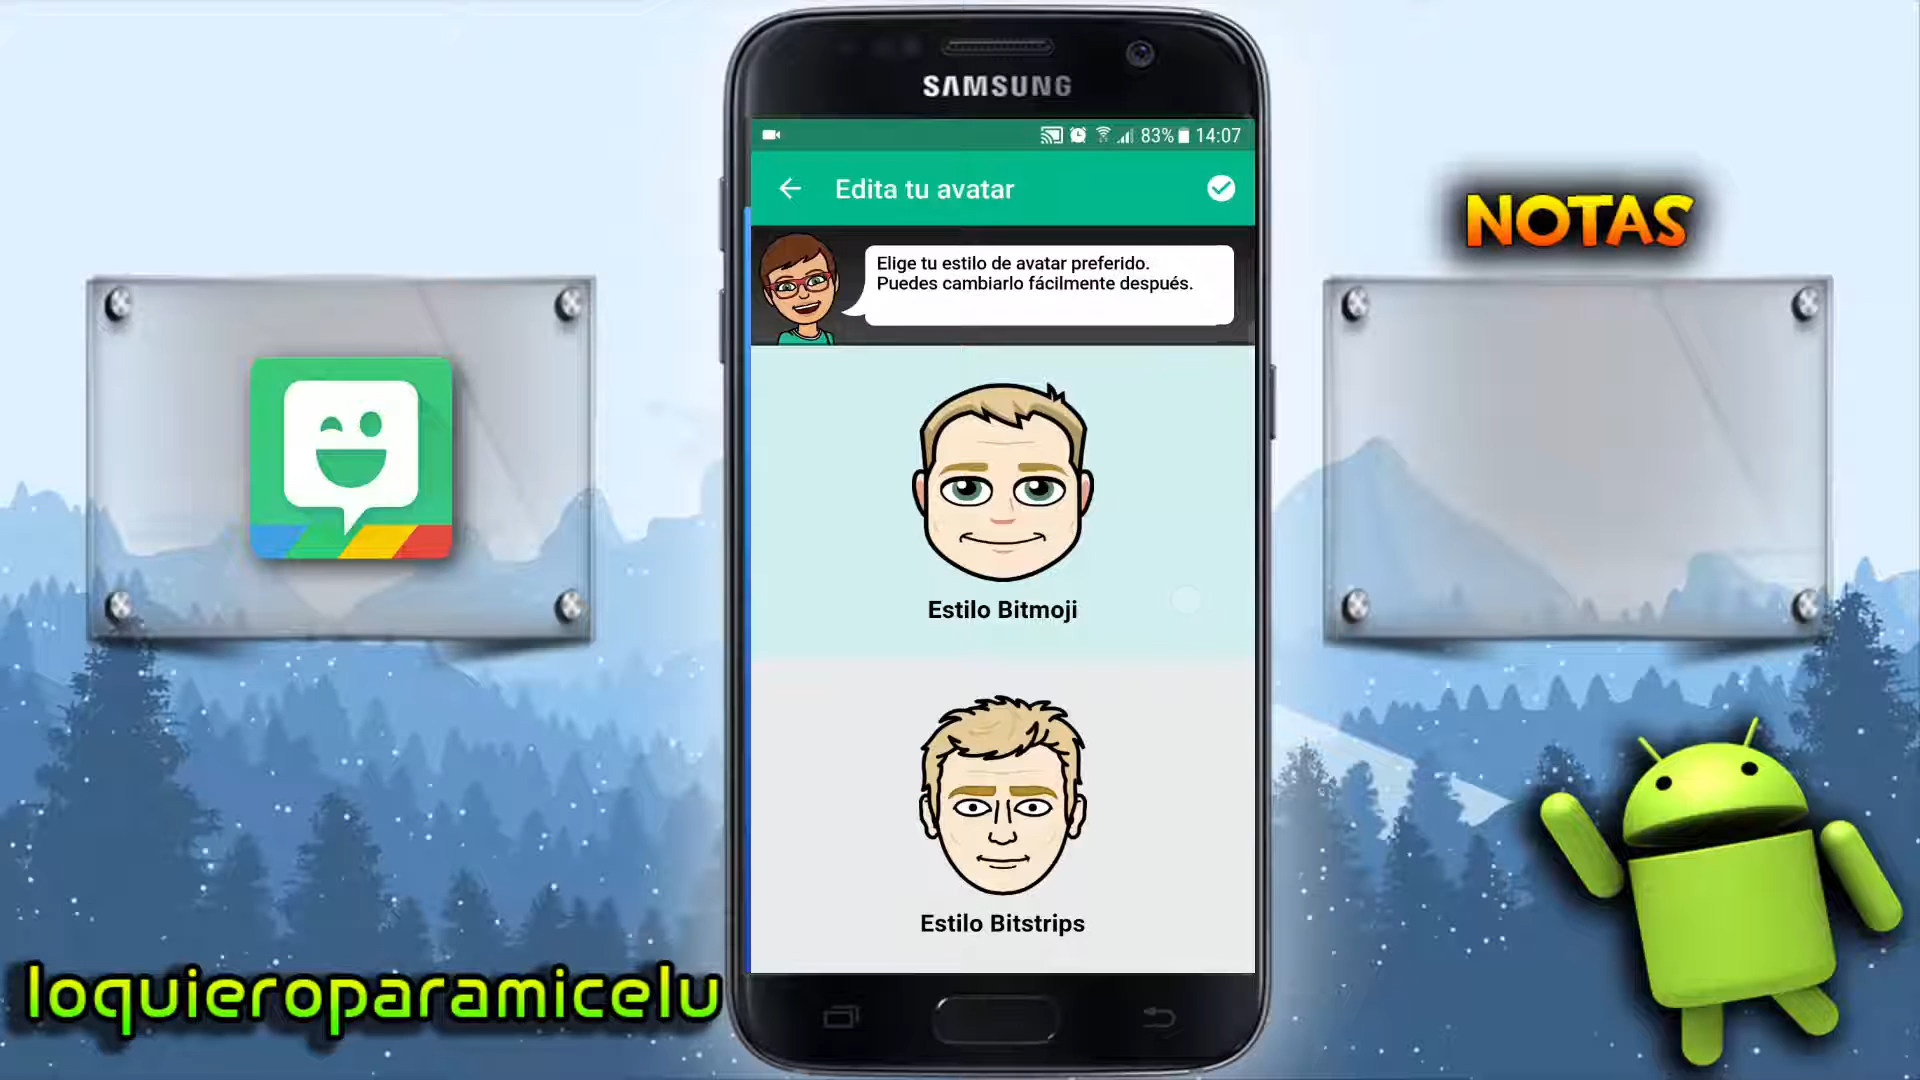 SAMSUNG
83% 14:07
Edita tu avatar
Elige tu estilo de avatar preferido.
Puedes cambiarlo fácilmente después.
Estilo Bitmoji
Estilo Bitstrips
NOTAS
loquieroparamicelu